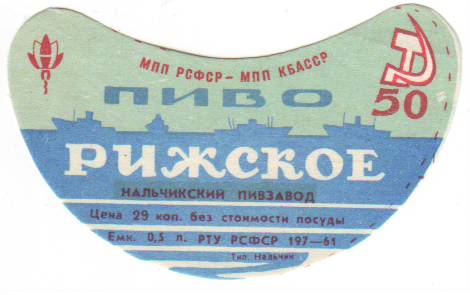 МПП РСФСР – МПП КБАССР
50
ПИВО
РИЖСКОЕ
НАЛЬЧИКСКИЙ ПИВЗАВОД
Цена 29 коп. без стоимости посуды
Емк. 0,5 л. РТУ РСФСР 197—61
Тип. Нальчик